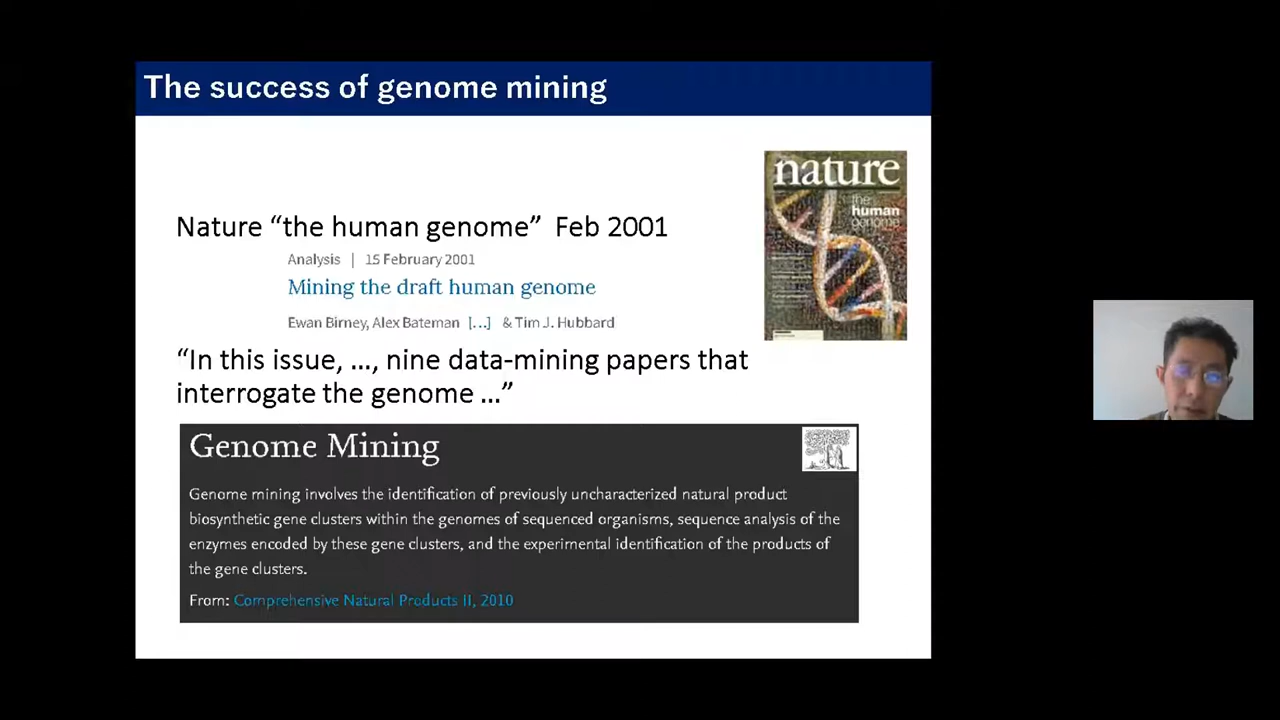 The success of genome mining
nature
the
human
genome
Nature “the human genome” Feb 2001
Analysis | 15 February 2001
Mining the draft human genome
Ewan Birney, Alex Bateman [...] & Tim J. Hubbard
“In this issue, ..., nine data-mining papers that
interrogate the genome ...”
Genome Mining
Genome mining involves the identification of previously uncharacterized natural product
biosynthetic gene clusters within the genomes of sequenced organisms, sequence analysis of the
enzymes encoded by these gene clusters, and the experimental identification of the products of
the gene clusters.
From: Comprehensive Natural Products II, 2010